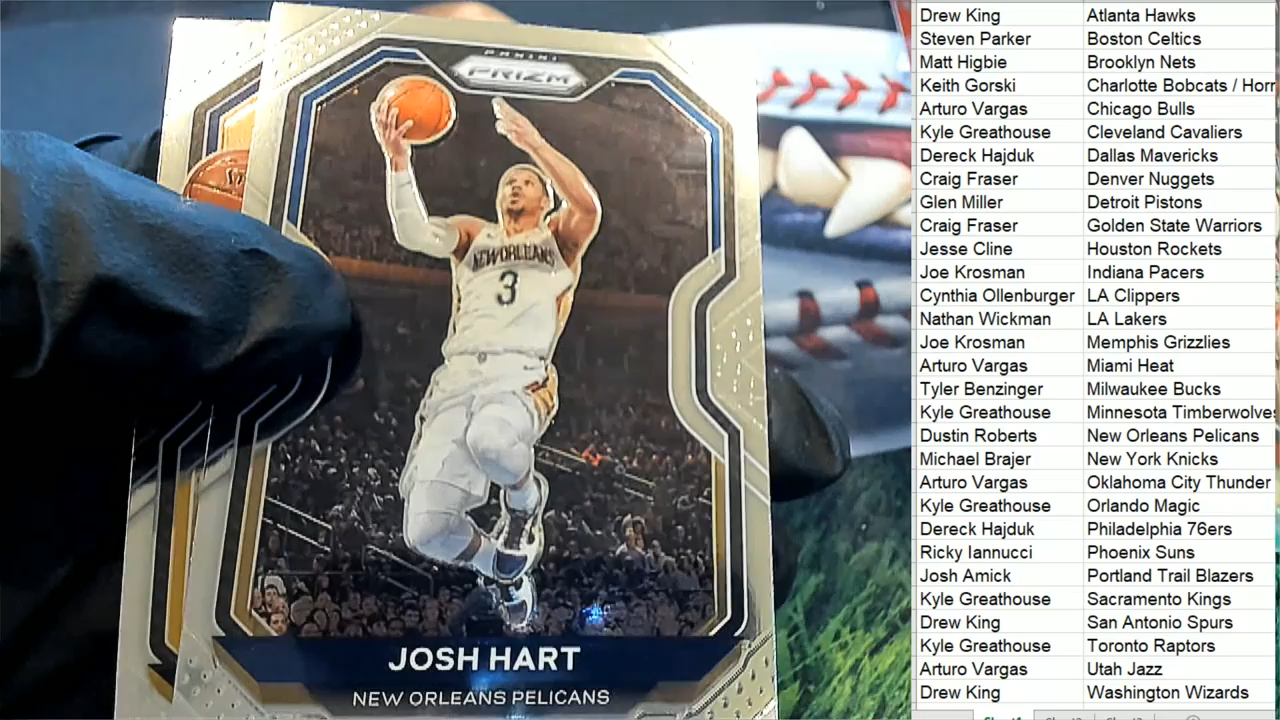 PANINI
PRIZM
NEW ORLEANS
3
JOSH HART
NEW ORLEANS PELICANS
Drew King Atlanta Hawks
Steven Parker Boston Celtics
Matt Higbie Brooklyn Nets
Keith Gorski Charlotte Bobcats / Horr
Arturo Vargas Chicago Bulls
Kyle Greathouse Cleveland Cavaliers
Dereck Hajduk Dallas Mavericks
Craig Fraser Denver Nuggets
Glen Miller Detroit Pistons
Craig Fraser Golden State Warriors
Jesse Cline Houston Rockets
Joe Krosman Indiana Pacers
Cynthia Ollenburger LA Clippers
Nathan Wickman LA Lakers
Joe Krosman Memphis Grizzlies
Arturo Vargas Miami Heat
Tyler Benzinger Milwaukee Bucks
Kyle Greathouse Minnesota Timberwolves
Dustin Roberts New Orleans Pelicans
Michael Brajer New York Knicks
Arturo Vargas Oklahoma City Thunder
Kyle Greathouse Orlando Magic
Dereck Hajduk Philadelphia 76ers
Ricky Iannucci Phoenix Suns
Josh Amick Portland Trail Blazers
Kyle Greathouse Sacramento Kings
Drew King San Antonio Spurs
Kyle Greathouse Toronto Raptors
Arturo Vargas Utah Jazz
Drew King Washington Wizards